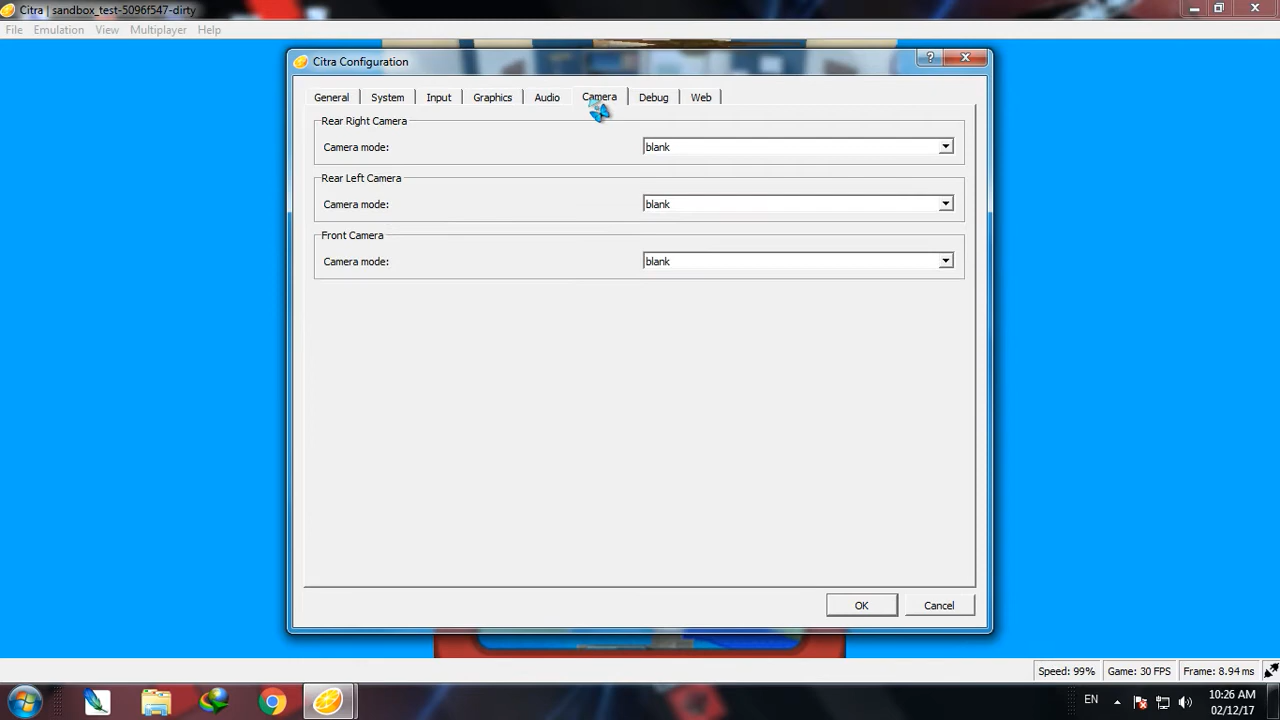 Citra | sandbox_test-5096f547-dirty
File Emulation View Multiplayer Help
Citra Configuration
General System Input Graphics Audio Camera Debug Web
Rear Right Camera
Camera mode: blank
Rear Left Camera
Camera mode: blank
Front Camera
Camera mode: blank
OK Cancel
Speed: 99% Game: 30 FPS Frame: 8.94 ms
EN 10:26 AM
02/12/17